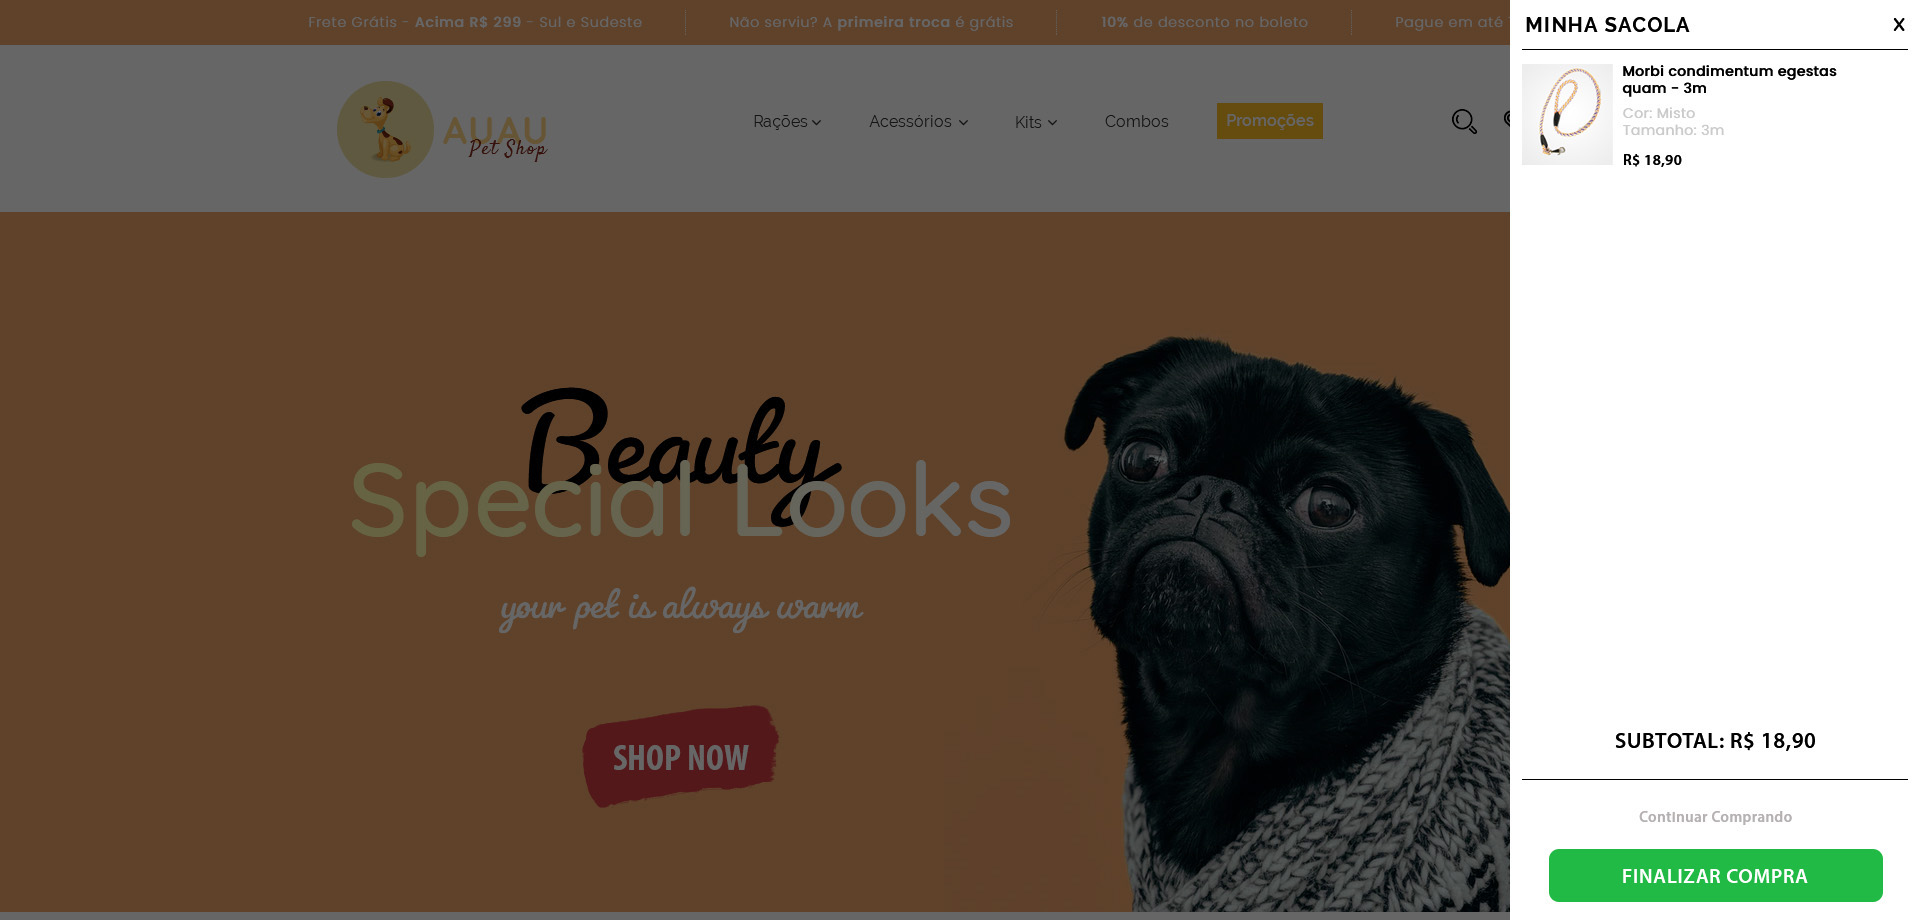 Frete Grátis - Acima R$ 299 - Sul e Sudeste
Não serviu? A primeira troca é grátis
10% de desconto no boleto
Pague em até
AUAU
Pet Shop
Rações
Acessórios
Kits
Combos
Promoções
Beauty
Special Looks
your pet is always warm
SHOP NOW
MINHA SACOLA
X
Morbi condimentum egestas
quam - 3m
Cor: Misto
Tamanho: 3m
R$ 18,90
SUBTOTAL: R$ 18,90
Continuar Comprando
FINALIZAR COMPRA